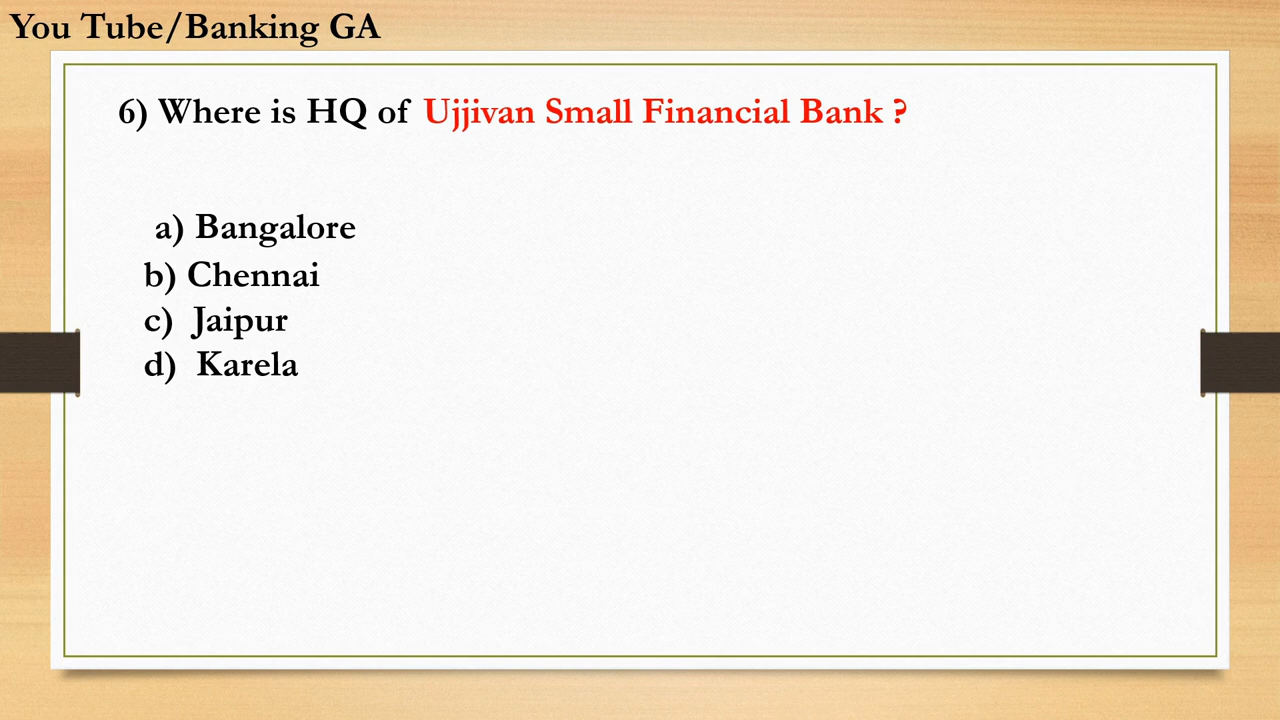 You Tube/Banking GA
6) Where is HQ of Ujjivan Small Financial Bank ?
a) Bangalore
b) Chennai
c) Jaipur
d) Karela